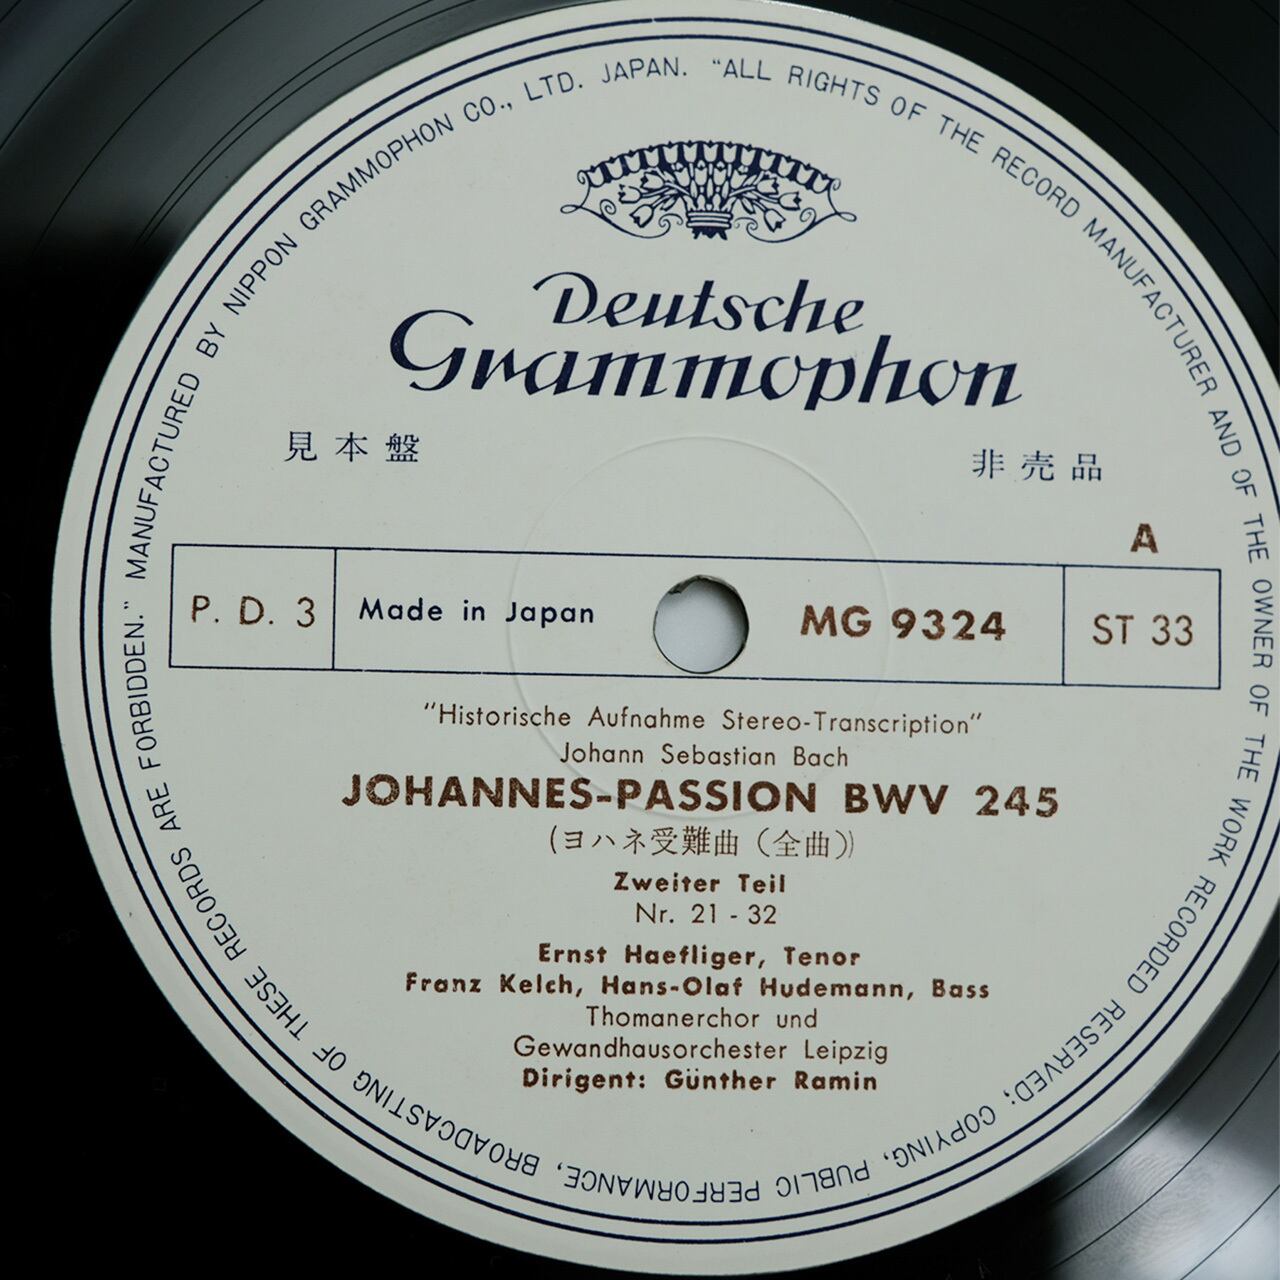 MANUFACTURED BY NIPPON GRAMMOPHON CO., LTD. JAPAN. "ALL RIGHTS OF THE RECORD MANUFACTURER AND OF THE OWNER OF THE WORK RECORDED RESERVED; COPYING, PUBLIC PERFORMANCE, BROADCASTING OF THESE RECORDS ARE FORBIDDEN."
Deutsche
Grammophon
見本盤 非売品
A
P. D. 3 Made in Japan MG 9324 ST 33
"Historische Aufnahme Stereo-Transcription"
Johann Sebastian Bach
JOHANNES-PASSION BWV 245
(ヨハネ受難曲（全曲）)
Zweiter Teil
Nr. 21 - 32
Ernst Haefliger, Tenor
Franz Kelch, Hans-Olaf Hudemann, Bass
Thomanerchor und
Gewandhausorchester Leipzig
Dirigent: Günther Ramin